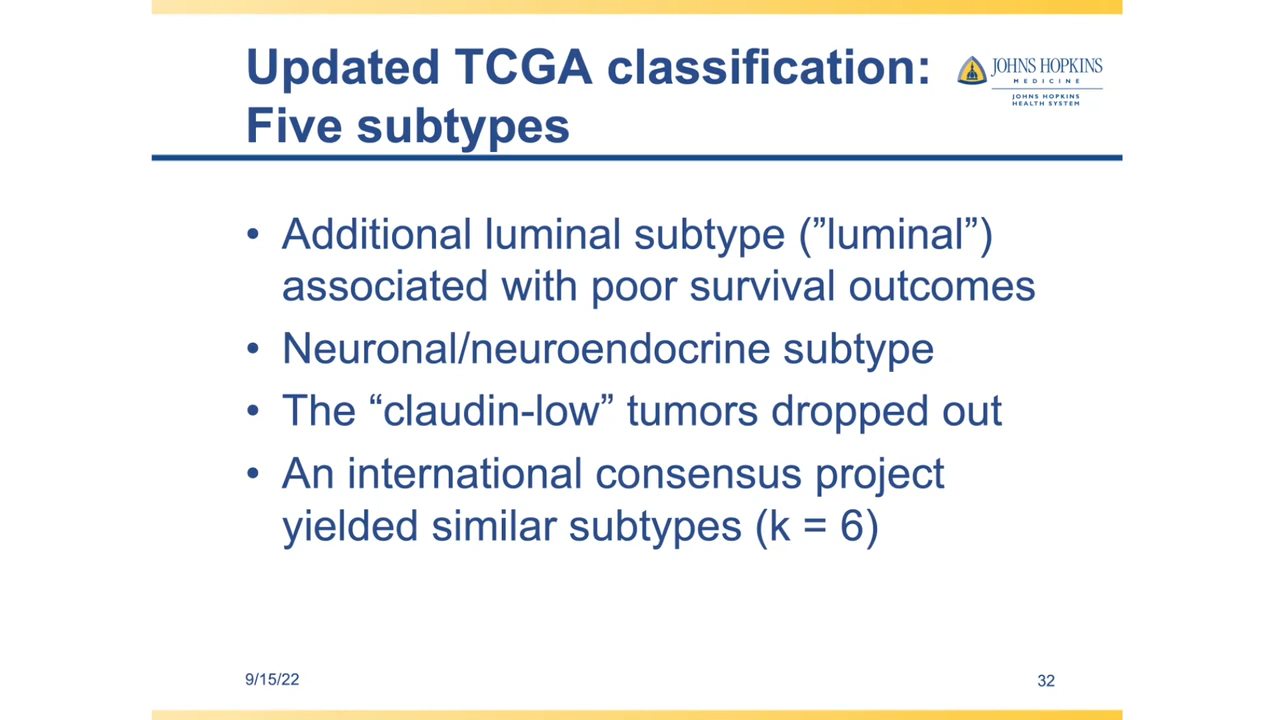 Updated TCGA classification:
Five subtypes
JOHNS HOPKINS
MEDICINE
JOHNS HOPKINS
HEALTH SYSTEM
• Additional luminal subtype (”luminal”)
associated with poor survival outcomes
• Neuronal/neuroendocrine subtype
• The “claudin-low” tumors dropped out
• An international consensus project
yielded similar subtypes (k = 6)
9/15/22
32